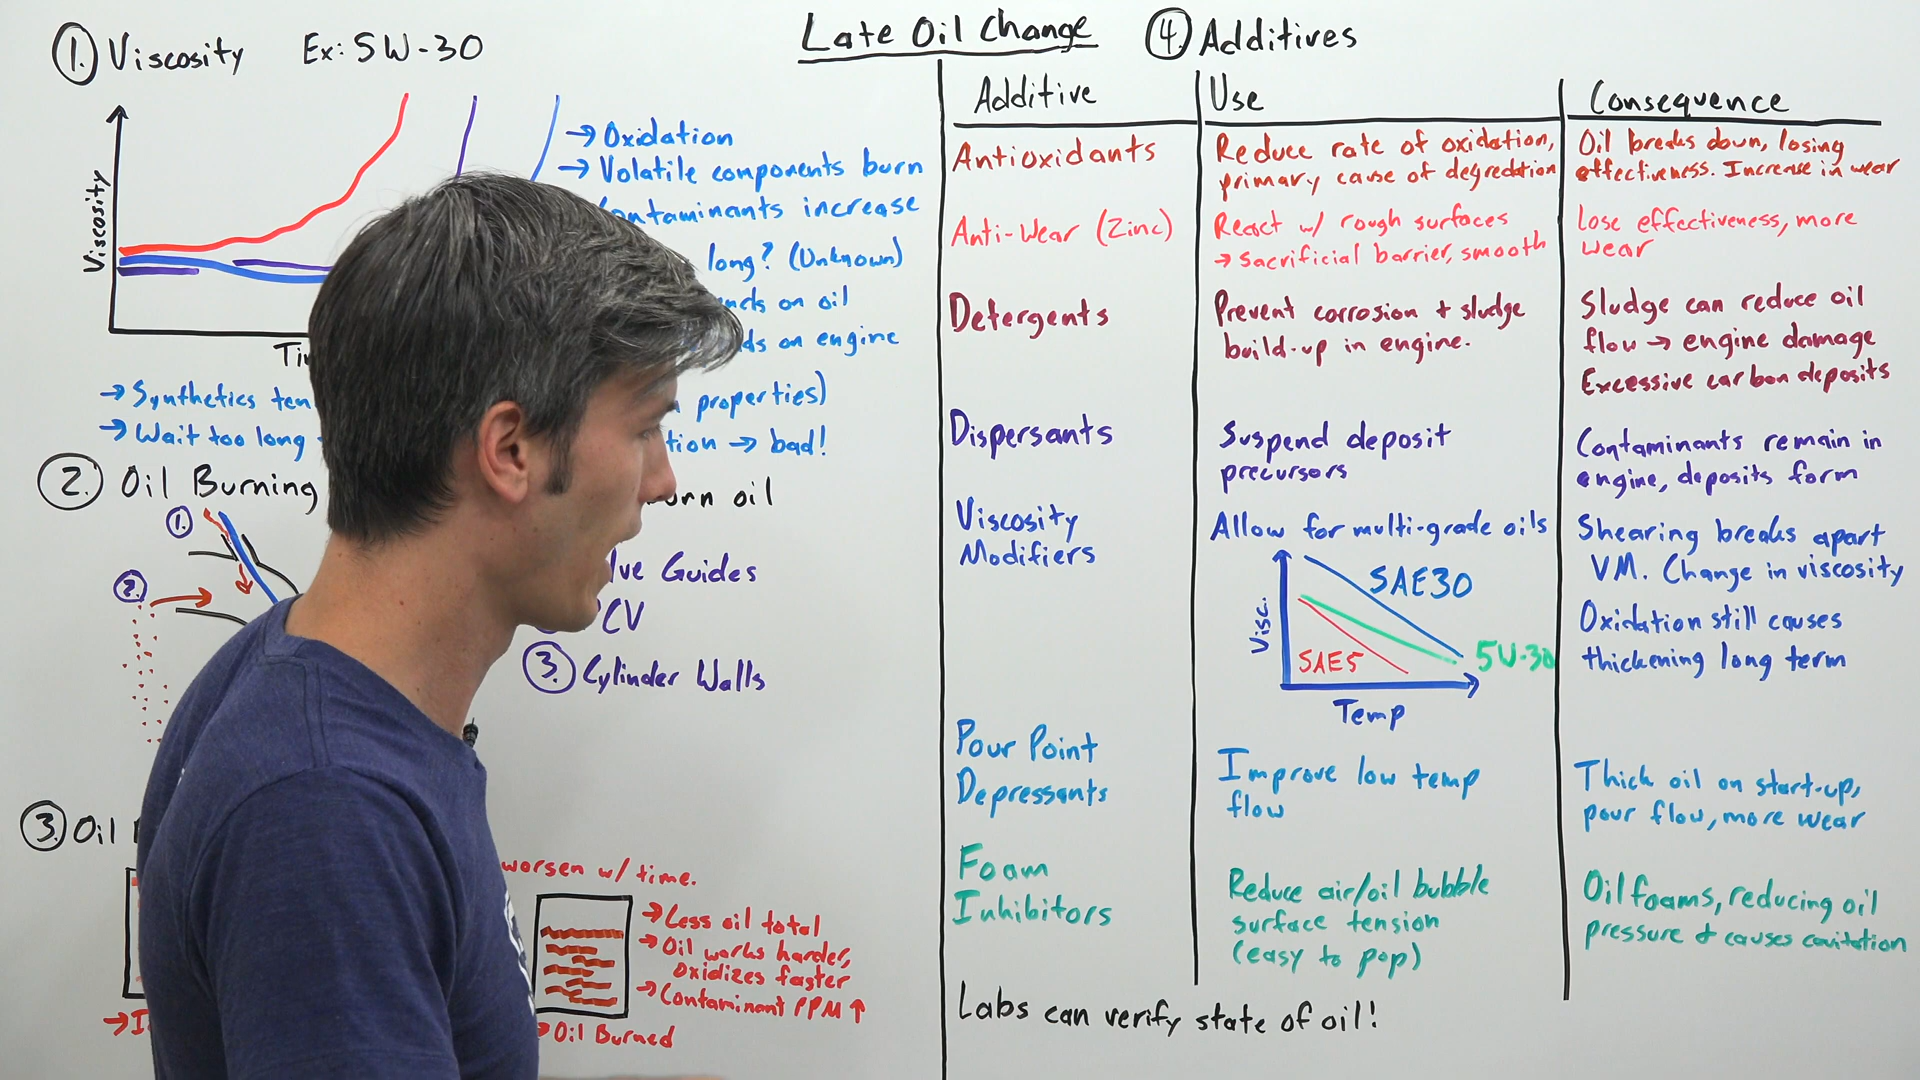 Late Oil Change
1. Viscosity Ex: 5W-30
Viscosity
→ Oxidation
→ Volatile components burn
increase
long? (Unknown)
on oil
on engine
→ Synthetics
properties)
→ Wait too long
→ bad!
2. Oil Burning
oil
1.
2.
Guides
CV
3. Cylinder Walls
3. Oil
worsen w/ time.
→ Less oil total
→ Oil works harder,
oxidizes faster
→ Contaminant PPM ↑
→ Oil Burned
4. Additives
Additive
Use
Consequence
Antioxidants
Reduce rate of oxidation,
primary cause of degredation
Oil breaks down, losing
effectiveness. Increase in wear
Anti-Wear (Zinc)
React w/ rough surfaces
→ sacrificial barrier, smooth
Lose effectiveness, more
wear
Detergents
Prevent corrosion + sludge
build-up in engine.
Sludge can reduce oil
flow → engine damage
Excessive carbon deposits
Dispersants
Suspend deposit
precursors
Contaminants remain in
engine, deposits form
Viscosity
Modifiers
Allow for multi-grade oils
Visc.
SAE30
SAE5
5W-30
Temp
Shearing breaks apart
VM. Change in viscosity
Oxidation still causes
thickening long term
Pour Point
Depressants
Improve low temp
flow
Thick oil on start-up,
pour flow, more wear
Foam
Inhibitors
Reduce air/oil bubble
surface tension
(easy to pop)
Oil foams, reducing oil
pressure & causes cavitation
Labs can verify state of oil!